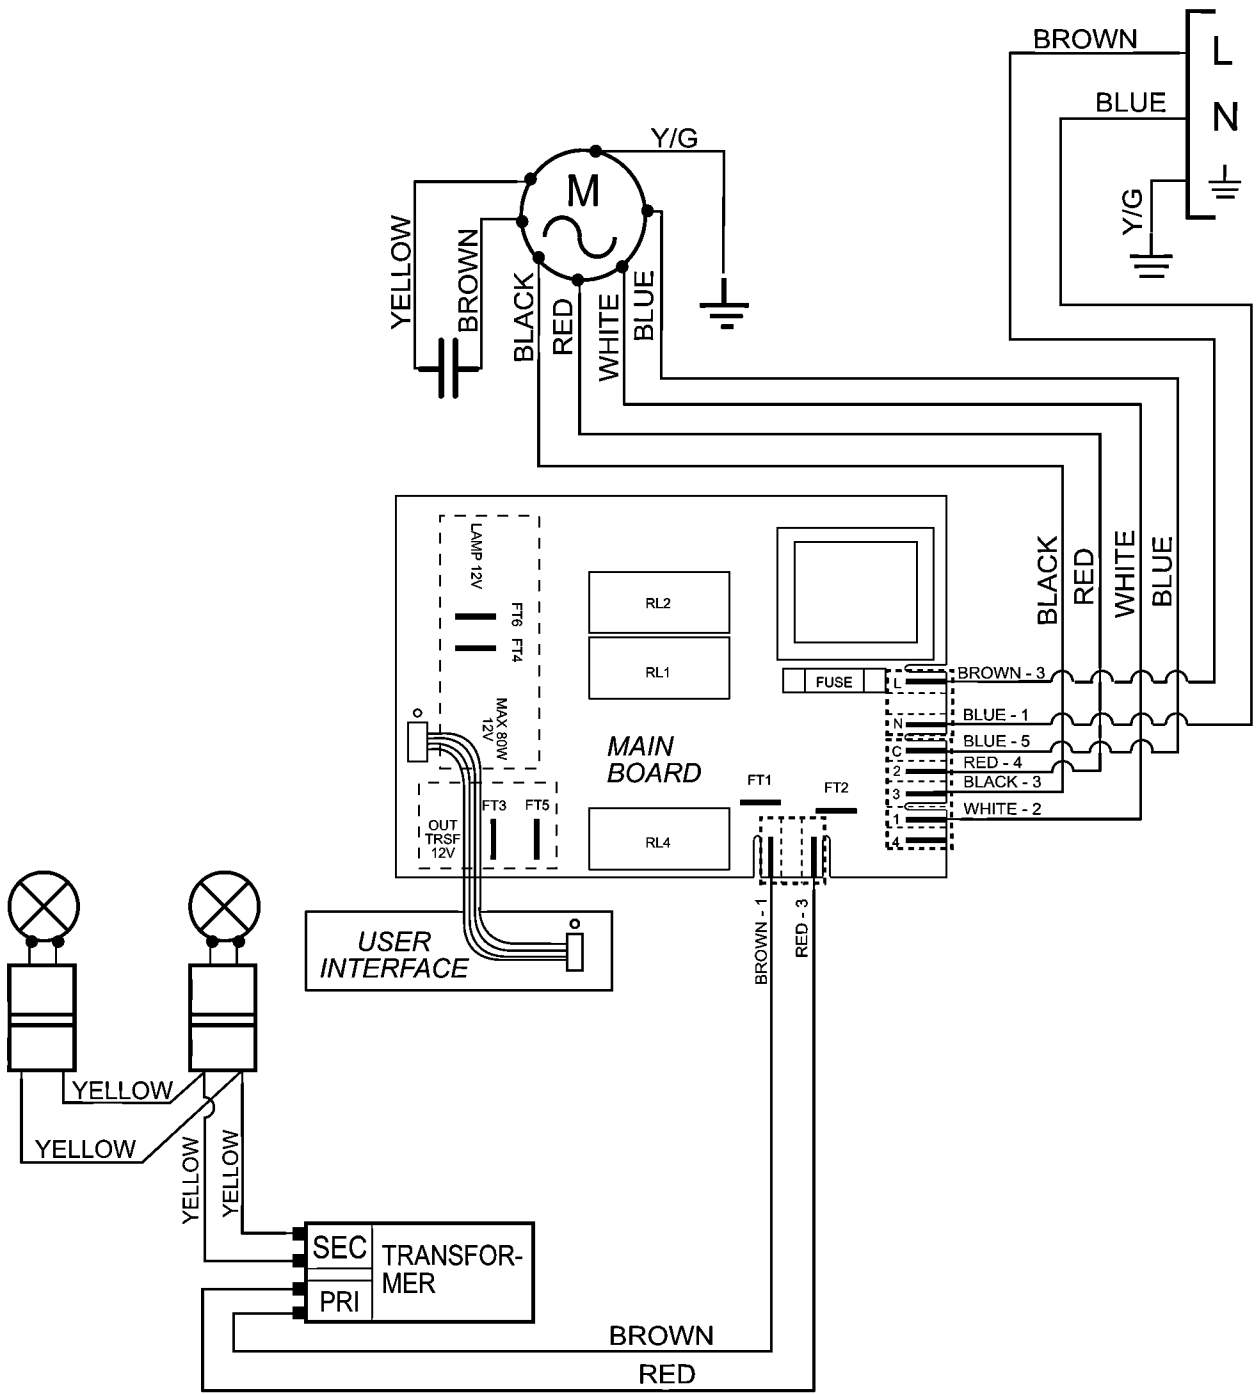 BROWN
L
BLUE
N
Y/G
Y/G
M
YELLOW
BROWN
BLACK
RED
WHITE
BLUE
BLACK
RED
WHITE
BLUE
LAMP 12V
FT6
FT4
MAX 80W
12V
RL2
RL1
FUSE
MAIN
BOARD
L
N
C
2
3
1
4
BROWN - 3
BLUE - 1
BLUE - 5
RED - 4
BLACK - 3
WHITE - 2
FT1
FT2
OUT
TRSF
12V
FT3
FT5
RL4
USER
INTERFACE
BROWN - 1
RED - 3
YELLOW
YELLOW
YELLOW
YELLOW
SEC
PRI
TRANSFOR-
MER
BROWN
RED